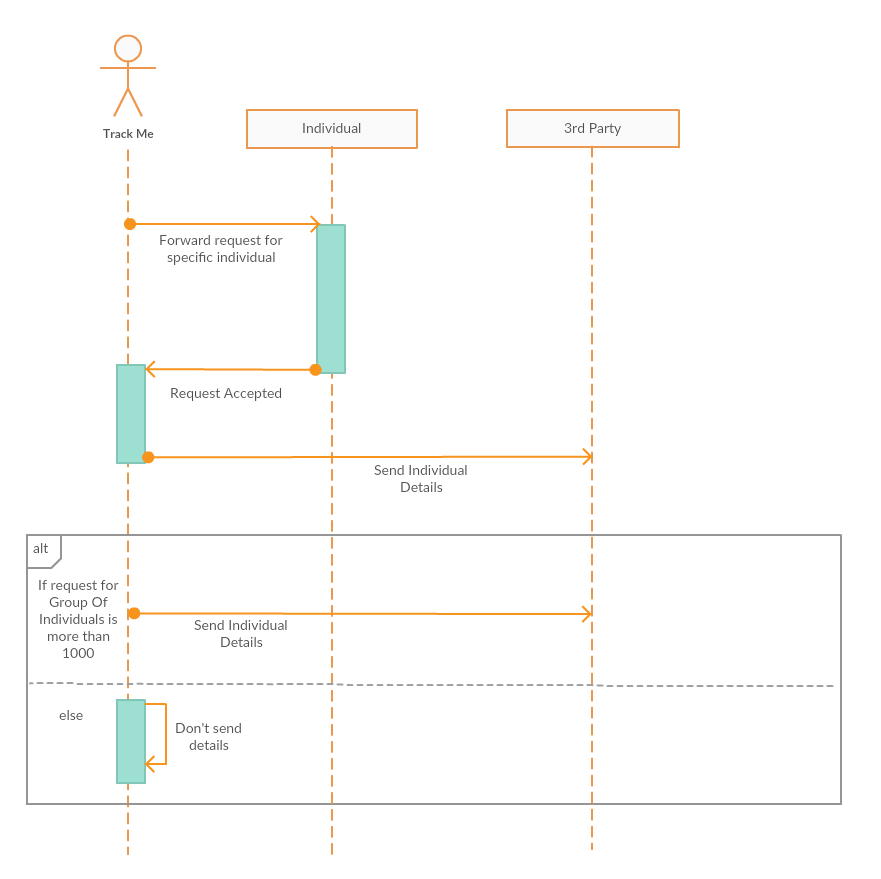 Track Me
Individual
3rd Party
Forward request for
specific individual
Request Accepted
Send Individual
Details
alt
If request for
Group Of
Individuals is
more than
1000
Send Individual
Details
else
Don't send
details